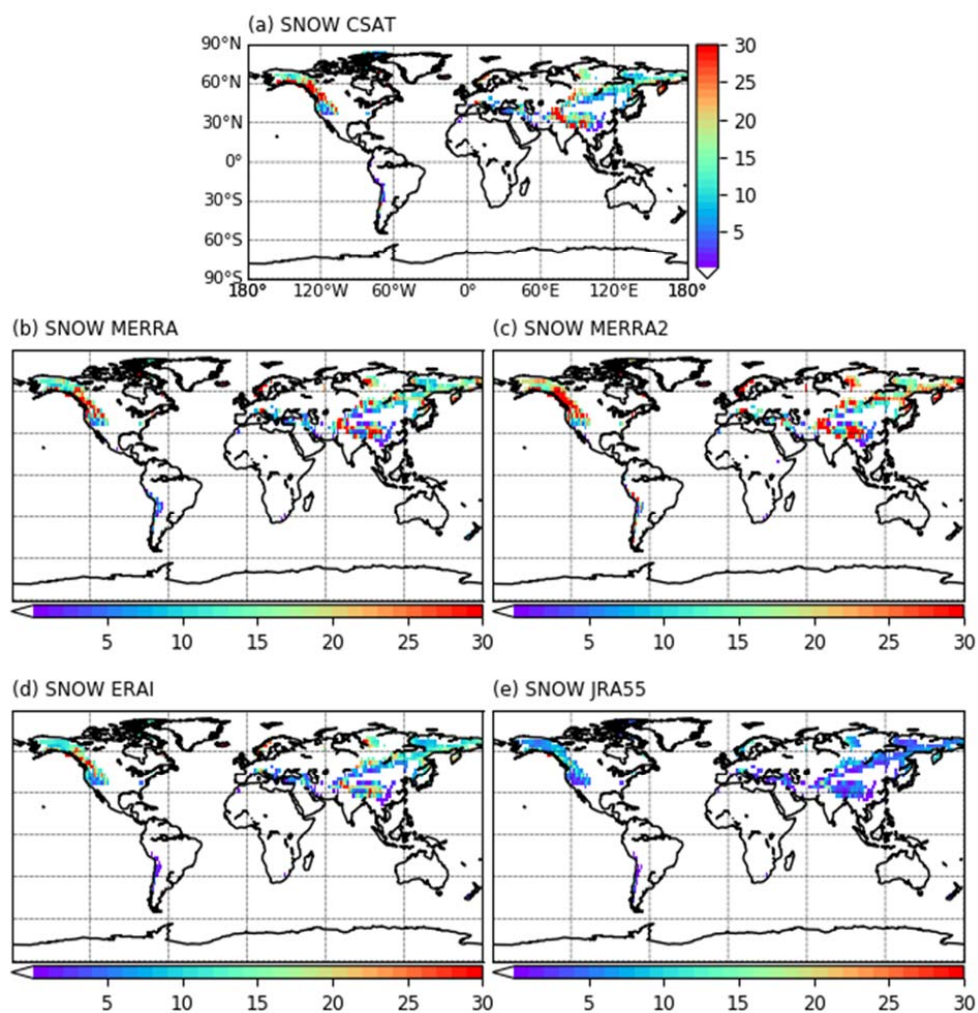 (a) SNOW CSAT
90°N
60°N
30°N
0°
30°S
60°S
90°S
180° 120°W 60°W 0° 60°E 120°E 180°
30
25
20
15
10
5
(b) SNOW MERRA
(c) SNOW MERRA2
5 10 15 20 25 30
5 10 15 20 25 30
(d) SNOW ERAI
(e) SNOW JRA55
5 10 15 20 25 30
5 10 15 20 25 30